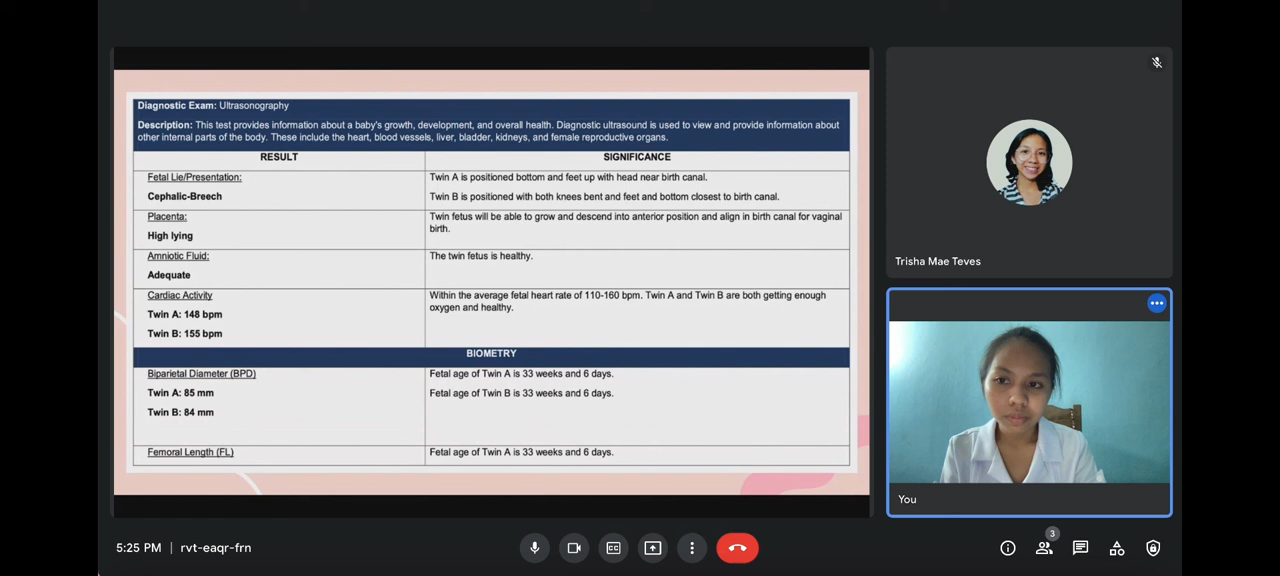 Diagnostic Exam: Ultrasonography
Description: This test provides information about a baby's growth, development, and overall health. Diagnostic ultrasound is used to view and provide information about
other internal parts of the body. These include the heart, blood vessels, liver, bladder, kidneys, and female reproductive organs.
RESULT
SIGNIFICANCE
Fetal Lie/Presentation:
Cephalic-Breech
Twin A is positioned bottom and feet up with head near birth canal.
Twin B is positioned with both knees bent and feet and bottom closest to birth canal.
Placenta:
High lying
Twin fetus will be able to grow and descend into anterior position and align in birth canal for vaginal
birth.
Amniotic Fluid:
Adequate
The twin fetus is healthy.
Cardiac Activity
Twin A: 148 bpm
Twin B: 155 bpm
Within the average fetal heart rate of 110-160 bpm. Twin A and Twin B are both getting enough
oxygen and healthy.
BIOMETRY
Biparietal Diameter (BPD)
Twin A: 85 mm
Twin B: 84 mm
Fetal age of Twin A is 33 weeks and 6 days.
Fetal age of Twin B is 33 weeks and 6 days.
Femoral Length (FL)
Fetal age of Twin A is 33 weeks and 6 days.
Trisha Mae Teves
You
5:25 PM | rvt-eaqr-frn
CC
3